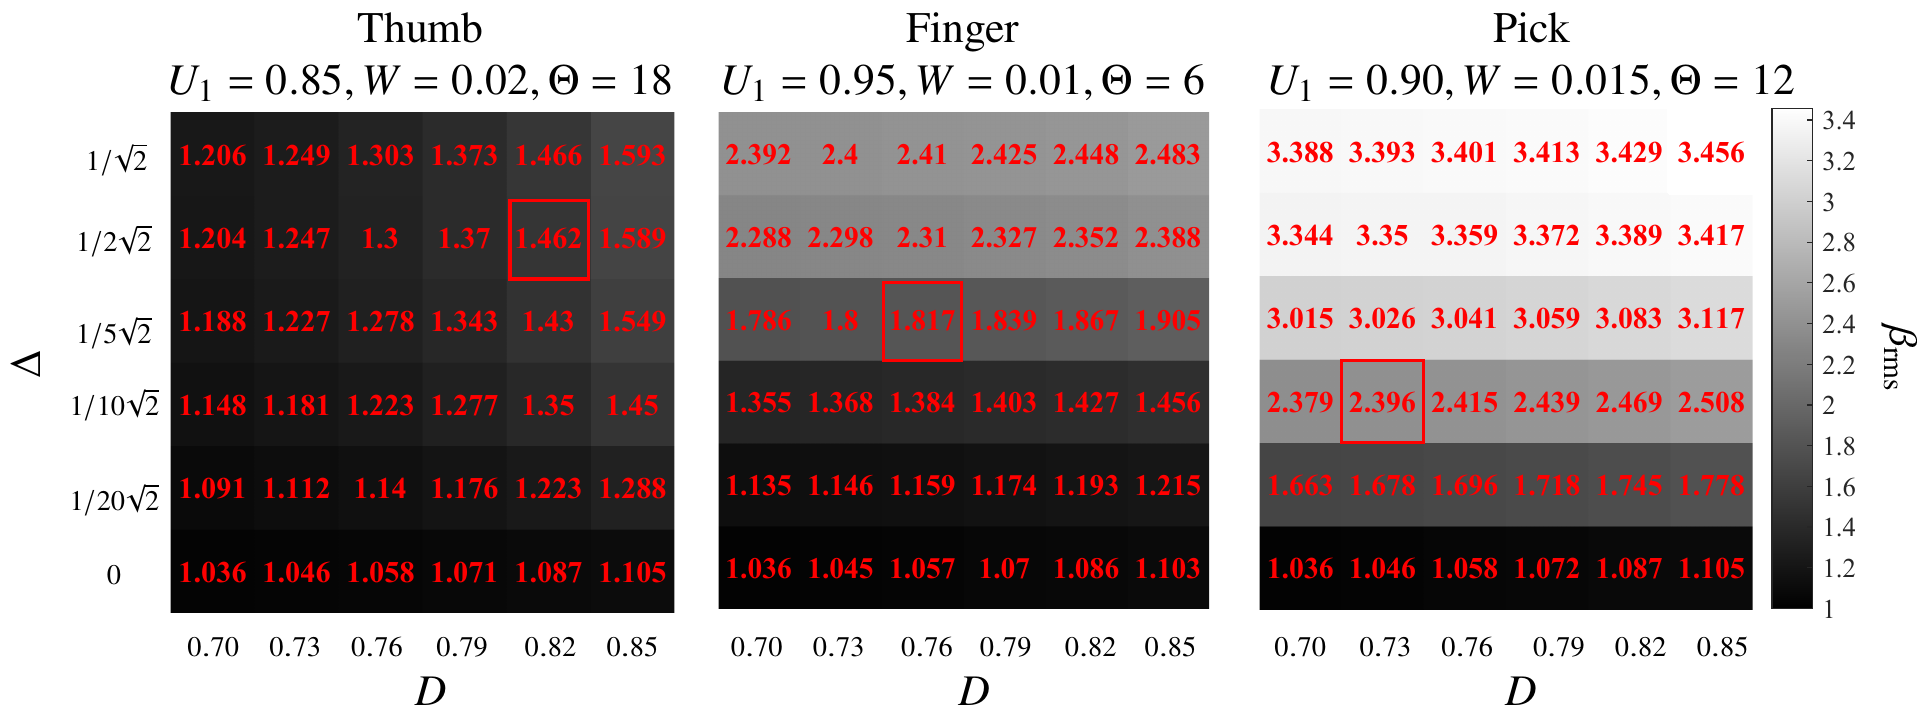 Thumb Finger Pick
U₁ = 0.85, W = 0.02, Θ = 18 U₁ = 0.95, W = 0.01, Θ = 6 U₁ = 0.90, W = 0.015, Θ = 12
1/√2 1.206 1.249 1.303 1.373 1.466 1.593 2.392 2.4 2.41 2.425 2.448 2.483 3.388 3.393 3.401 3.413 3.429 3.456
1/2√2 1.204 1.247 1.3 1.37 1.462 1.589 2.288 2.298 2.31 2.327 2.352 2.388 3.344 3.35 3.359 3.372 3.389 3.417
1/5√2 1.188 1.227 1.278 1.343 1.43 1.549 1.786 1.8 1.817 1.839 1.867 1.905 3.015 3.026 3.041 3.059 3.083 3.117
1/10√2 1.148 1.181 1.223 1.277 1.35 1.45 1.355 1.368 1.384 1.403 1.427 1.456 2.379 2.396 2.415 2.439 2.469 2.508
1/20√2 1.091 1.112 1.14 1.176 1.223 1.288 1.135 1.146 1.159 1.174 1.193 1.215 1.663 1.678 1.696 1.718 1.745 1.778
0 1.036 1.046 1.058 1.071 1.087 1.105 1.036 1.045 1.057 1.07 1.086 1.103 1.036 1.046 1.058 1.072 1.087 1.105
0.70 0.73 0.76 0.79 0.82 0.85 0.70 0.73 0.76 0.79 0.82 0.85 0.70 0.73 0.76 0.79 0.82 0.85
D D D
Δ
3.4
3.2
3
2.8
2.6
2.4
2.2
2
1.8
1.6
1.4
1.2
1
βrms